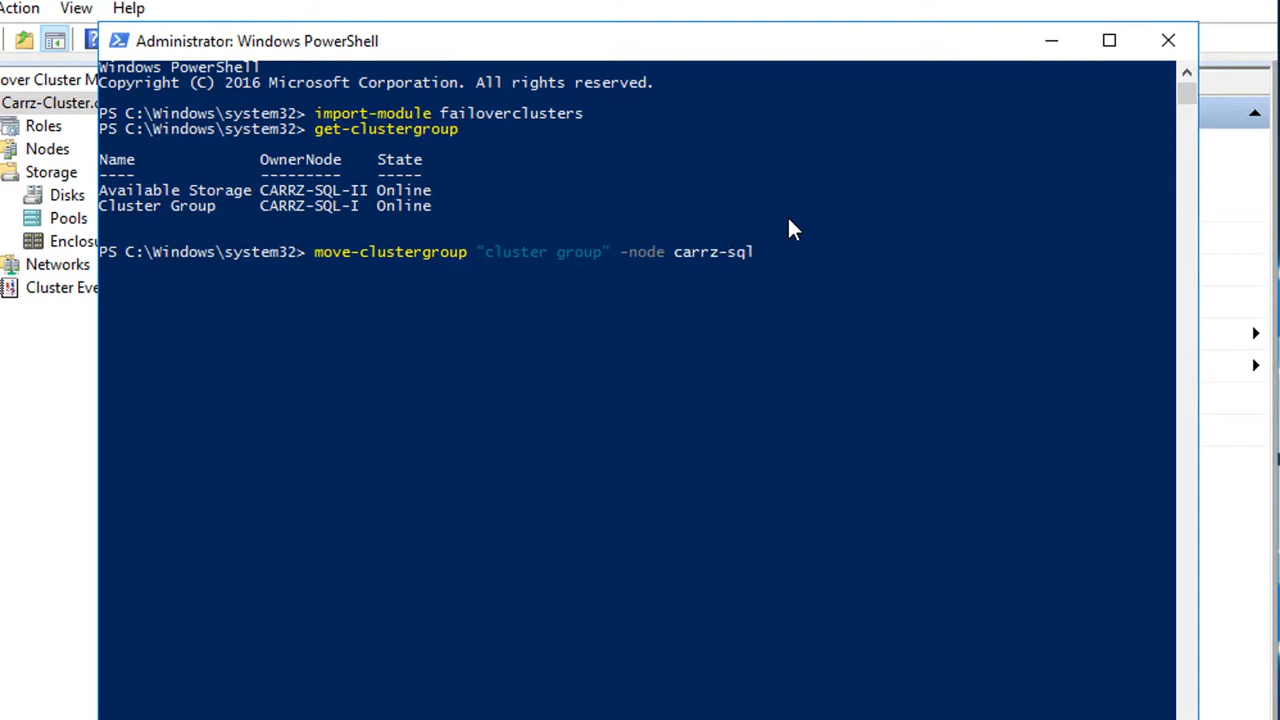 Action View Help
Administrator: Windows PowerShell
over Cluster M
Carrz-Cluster.c
Roles
Nodes
Storage
Disks
Pools
Enclosu
Networks
Cluster Eve
Windows PowerShell
Copyright (C) 2016 Microsoft Corporation. All rights reserved.
PS C:\Windows\system32> import-module failoverclusters
PS C:\Windows\system32> get-clustergroup
Name OwnerNode State
---- --------- -----
Available Storage CARRZ-SQL-II Online
Cluster Group CARRZ-SQL-I Online
PS C:\Windows\system32> move-clustergroup "cluster group" -node carrz-sql